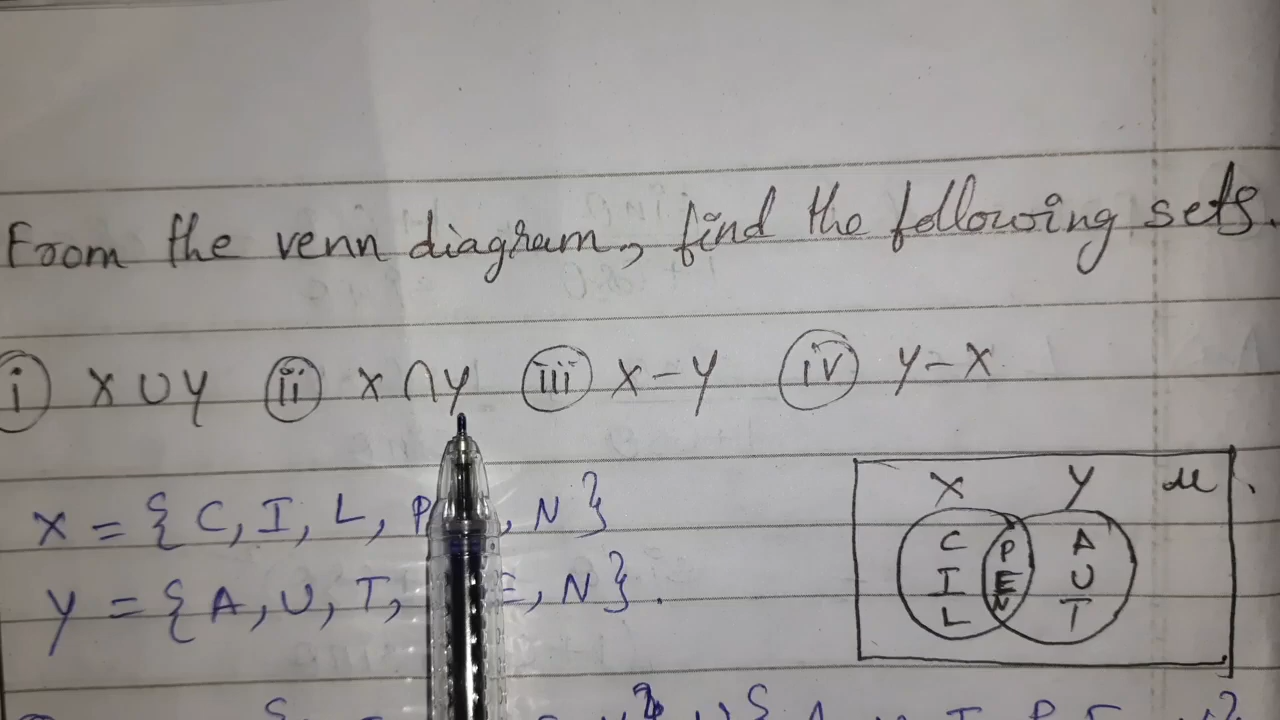 From the venn diagram, find the following sets.
i X ∪ Y ii X ∩ Y iii X - Y iv Y - X
X = { C, I, L, P , N }
Y = { A, U, T, E, N }.
X Y u
C P A
I E U
L N T